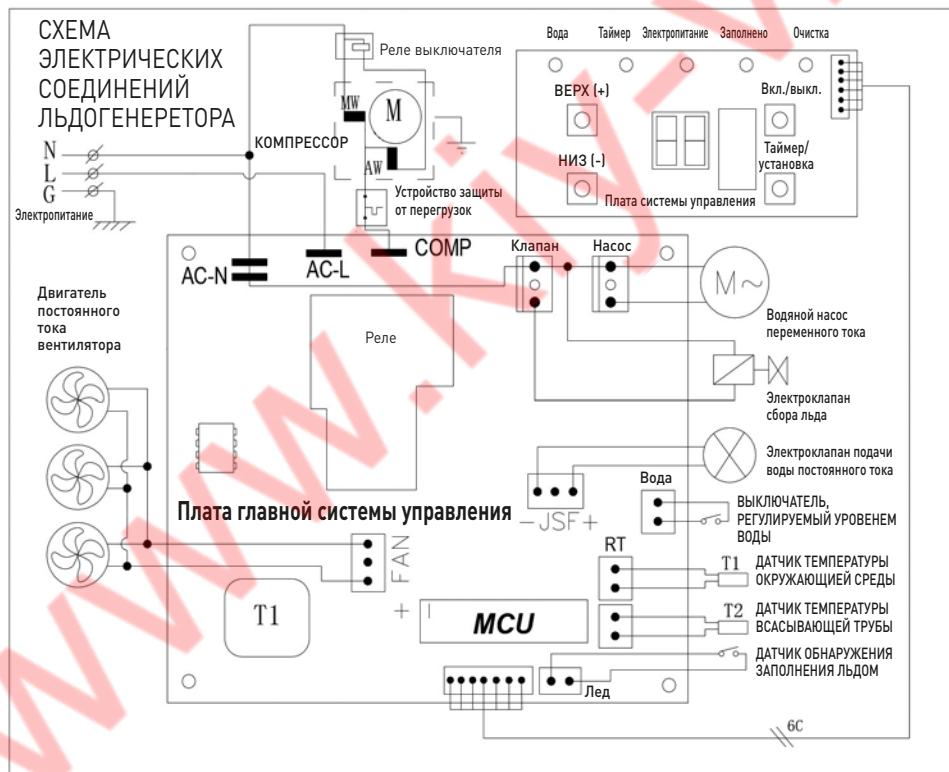 СХЕМА
ЭЛЕКТРИЧЕСКИХ
СОЕДИНЕНИЙ
ЛЬДОГЕНЕРЕТОРА
Реле выключателя
MW
M
AW
КОМПРЕССОР
N
L
G
Электропитание
Устройство защиты
от перегрузок
Вода Таймер Электропитание Заполнено Очистка
ВЕРХ (+)
Вкл./выкл.
НИЗ (-)
Таймер/
установка
Плата системы управления
AC-N
AC-L
COMP
Клапан
Насос
M~
Водяной насос
переменного тока
Двигатель
постоянного
тока
вентилятора
Реле
Электроклапан
сбора льда
Электроклапан подачи
воды постоянного тока
Плата главной системы управления
-JSF+
Вода
ВЫКЛЮЧАТЕЛЬ,
РЕГУЛИРУЕМЫЙ УРОВЕНЕМ
ВОДЫ
FAN
+
RT
T1
ДАТЧИК ТЕМПЕРАТУРЫ
ОКРУЖАЮЩЕЙ СРЕДЫ
T1
MCU
T2
ДАТЧИК ТЕМПЕРАТУРЫ
ВСАСЫВАЮЩЕЙ ТРУБЫ
ДАТЧИК ОБНАРУЖЕНИЯ
ЗАПОЛНЕНИЯ ЛЬДОМ
Лед
6C